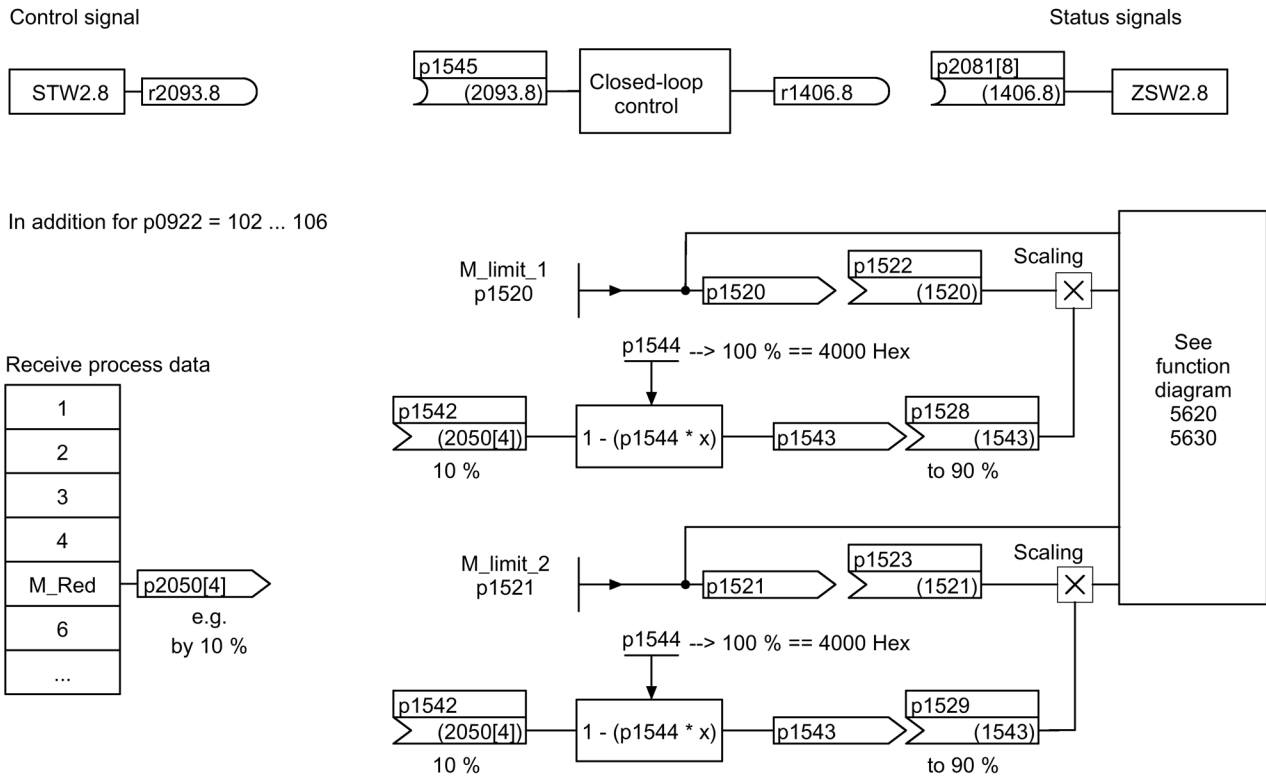 Control signal
Status signals
STW2.8
r2093.8
p1545
(2093.8)
Closed-loop
control
r1406.8
p2081[8]
(1406.8)
ZSW2.8
In addition for p0922 = 102 ... 106
M_limit_1
p1520
p1520
p1522
(1520)
Scaling
See
function
diagram
5620
5630
p1544 --> 100 % == 4000 Hex
Receive process data
1
2
3
4
M_Red
6
...
p2050[4]
e.g.
by 10 %
p1542
(2050[4])
10 %
1 - (p1544 * x)
p1543
p1528
(1543)
to 90 %
M_limit_2
p1521
p1521
p1523
(1521)
Scaling
p1544 --> 100 % == 4000 Hex
p1542
(2050[4])
10 %
1 - (p1544 * x)
p1543
p1529
(1543)
to 90 %